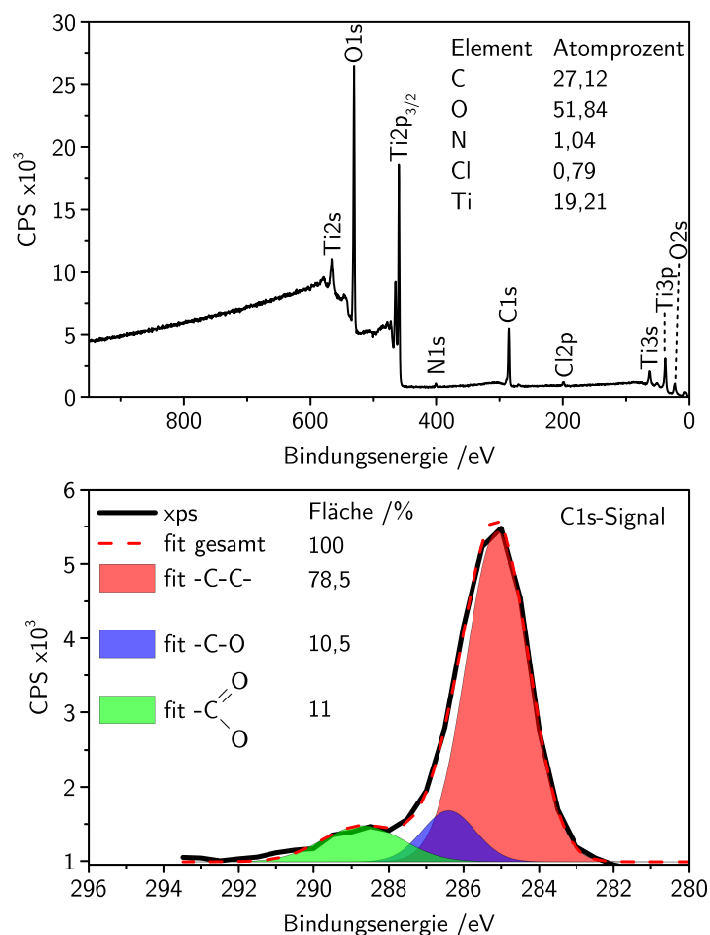 30
25
20
15
10
5
0
CPS x10³
Element Atomprozent
C 27,12
O 51,84
N 1,04
Cl 0,79
Ti 19,21
Ti2s
O1s
Ti2p3/2
N1s
C1s
Cl2p
Ti3s
Ti3p
O2s
800 600 400 200 0
Bindungsenergie /eV
6
5
4
3
2
1
CPS x10³
xps Fläche /%
fit gesamt 100
fit -C-C- 78,5
fit -C-O 10,5
O
fit -C 11
O
C1s-Signal
296 294 292 290 288 286 284 282 280
Bindungsenergie /eV